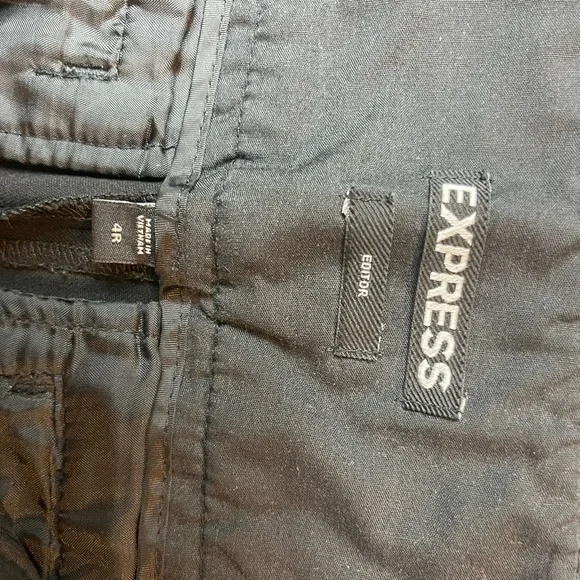 EXPRESS
EDITOR
MADE IN
VIETNAM
4R